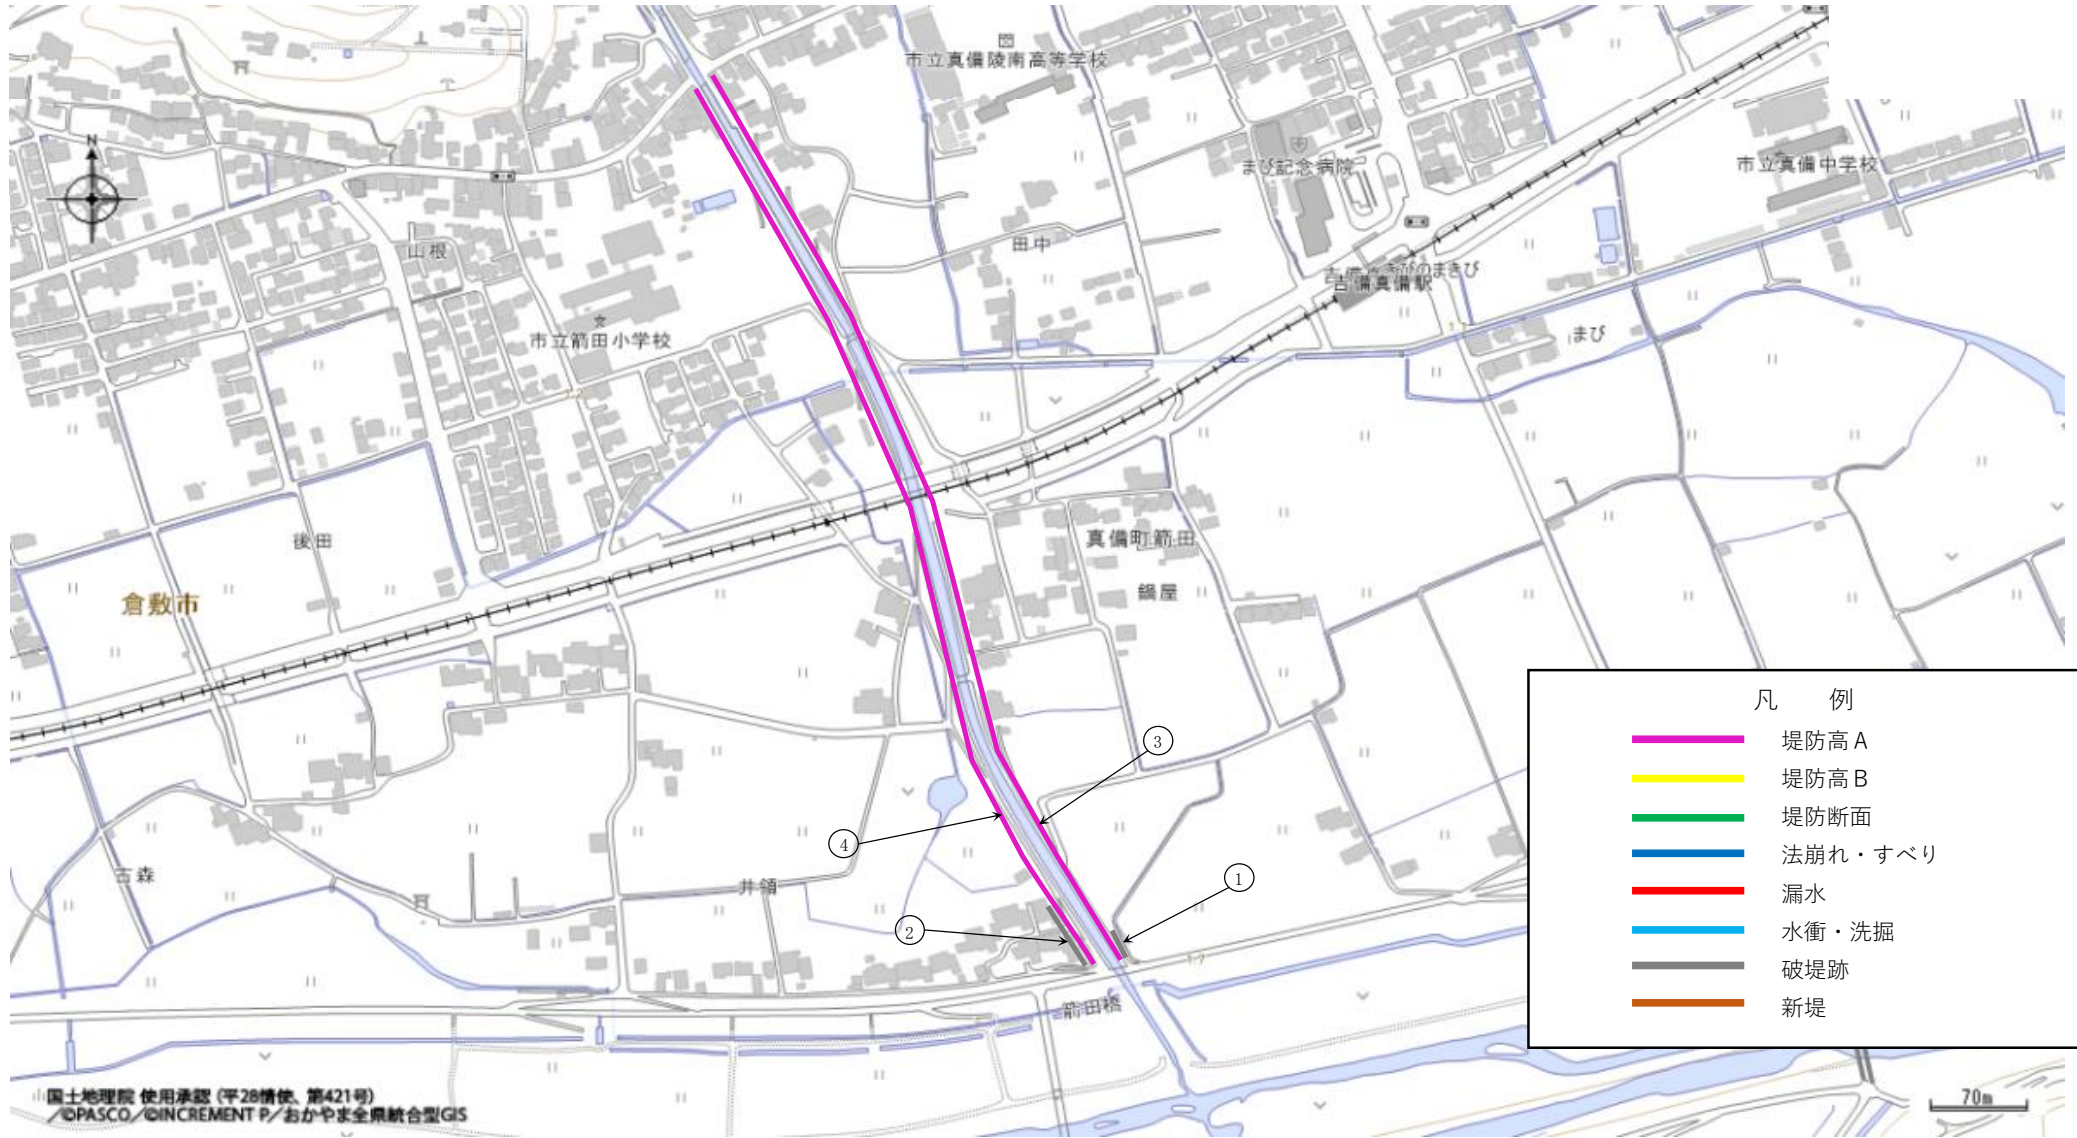 市立真備陵南高等学校
N
まび記念病院
市立真備中学校
山根
田中
きびのまきび
吉備真備駅
市立箭田小学校
まび
真備町箭田
後田
鍋屋
倉敷市
凡 例
堤防高A
堤防高B
堤防断面
法崩れ・すべり
漏水
水衝・洗掘
破堤跡
新堤
③
④
①
②
古森
井領
箭田橋
国土地理院 使用承認 (平28情使、第421号)
/©PASCO/©INCREMENT P/おかやま全県統合型GIS
70m